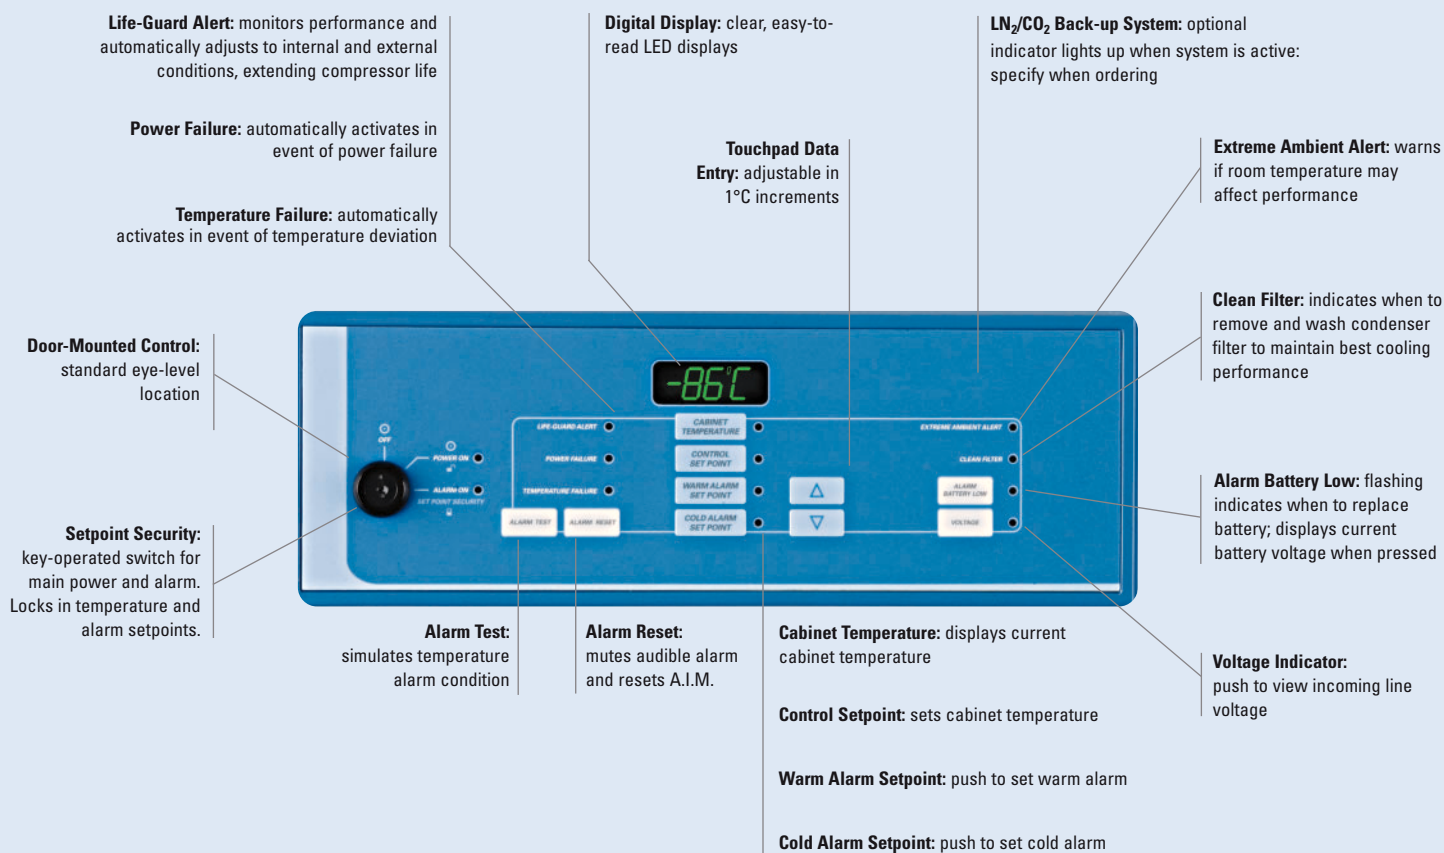 Life-Guard Alert: monitors performance and
automatically adjusts to internal and external
conditions, extending compressor life
Power Failure: automatically activates in
event of power failure
Temperature Failure: automatically
activates in event of temperature deviation
Digital Display: clear, easy-to-
read LED displays
Touchpad Data
Entry: adjustable in
1°C increments
LN₂/CO₂ Back-up System: optional
indicator lights up when system is active:
specify when ordering
Extreme Ambient Alert: warns
if room temperature may
affect performance
Clean Filter: indicates when to
remove and wash condenser
filter to maintain best cooling
performance
Alarm Battery Low: flashing
indicates when to replace
battery; displays current
battery voltage when pressed
Voltage Indicator:
push to view incoming line
voltage
Door-Mounted Control:
standard eye-level
location
Setpoint Security:
key-operated switch for
main power and alarm.
Locks in temperature and
alarm setpoints.
-86°C
OFF
POWER ON
ALARM ON
SET POINT SECURITY
LIFE-GUARD ALERT
POWER FAILURE
TEMPERATURE FAILURE
ALARM TEST
ALARM RESET
CABINET
TEMPERATURE
CONTROL
SET POINT
WARM ALARM
SET POINT
COLD ALARM
SET POINT
EXTREME AMBIENT ALERT
CLEAN FILTER
ALARM
BATTERY LOW
VOLTAGE
Alarm Test:
simulates temperature
alarm condition
Alarm Reset:
mutes audible alarm
and resets A.I.M.
Cabinet Temperature: displays current
cabinet temperature
Control Setpoint: sets cabinet temperature
Warm Alarm Setpoint: push to set warm alarm
Cold Alarm Setpoint: push to set cold alarm